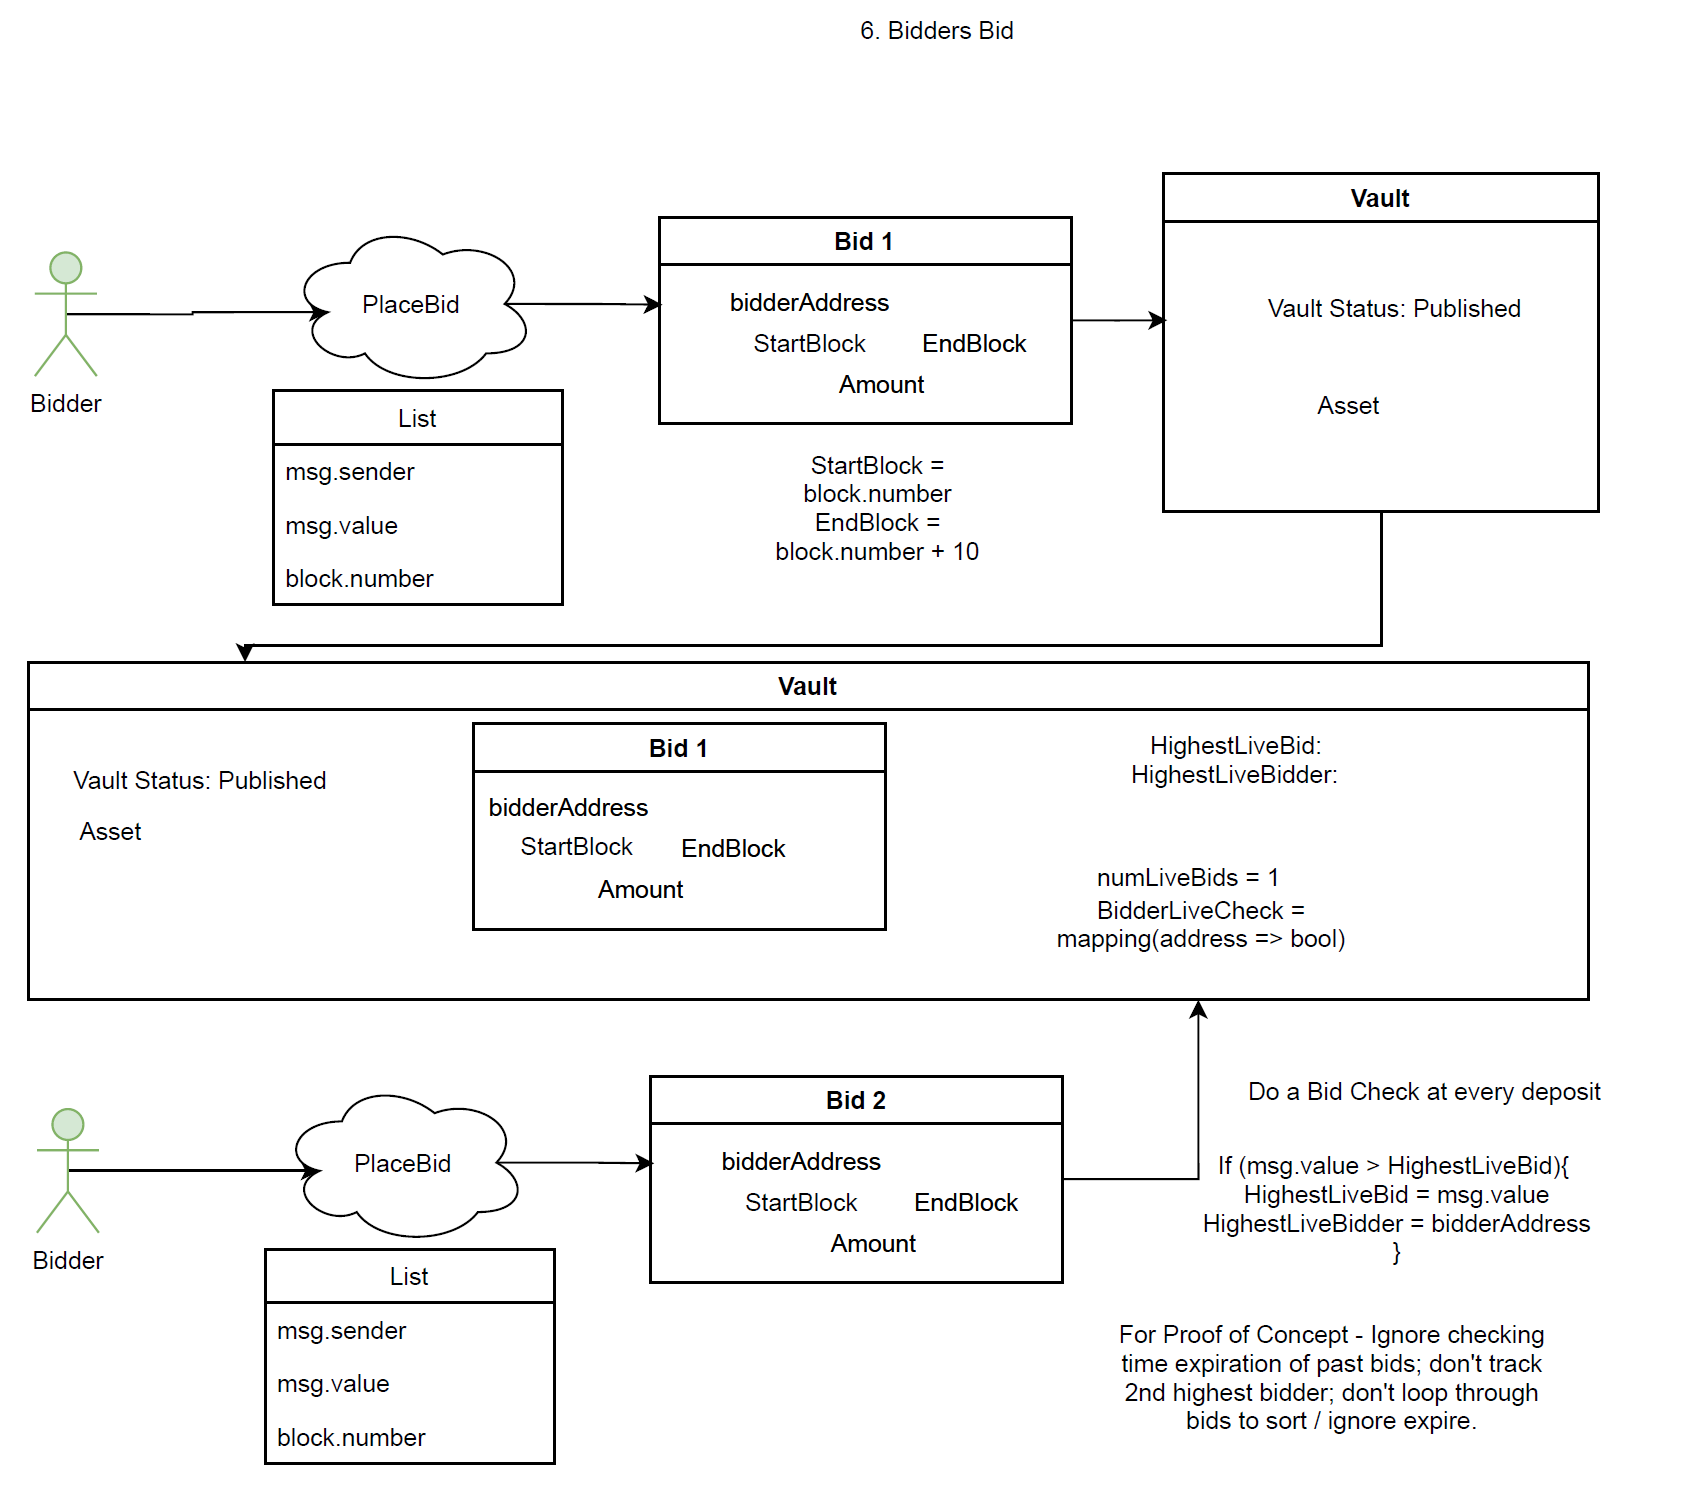 6. Bidders Bid
Bidder
PlaceBid
List
msg.sender
msg.value
block.number
Bid 1
bidderAddress
StartBlock EndBlock
Amount
StartBlock =
block.number
EndBlock =
block.number + 10
Vault
Vault Status: Published
Asset
Vault
Vault Status: Published
Asset
Bid 1
bidderAddress
StartBlock EndBlock
Amount
HighestLiveBid:
HighestLiveBidder:
numLiveBids = 1
BidderLiveCheck =
mapping(address => bool)
Bidder
PlaceBid
List
msg.sender
msg.value
block.number
Bid 2
bidderAddress
StartBlock EndBlock
Amount
Do a Bid Check at every deposit
If (msg.value > HighestLiveBid){
HighestLiveBid = msg.value
HighestLiveBidder = bidderAddress
}
For Proof of Concept - Ignore checking
time expiration of past bids; don't track
2nd highest bidder; don't loop through
bids to sort / ignore expire.